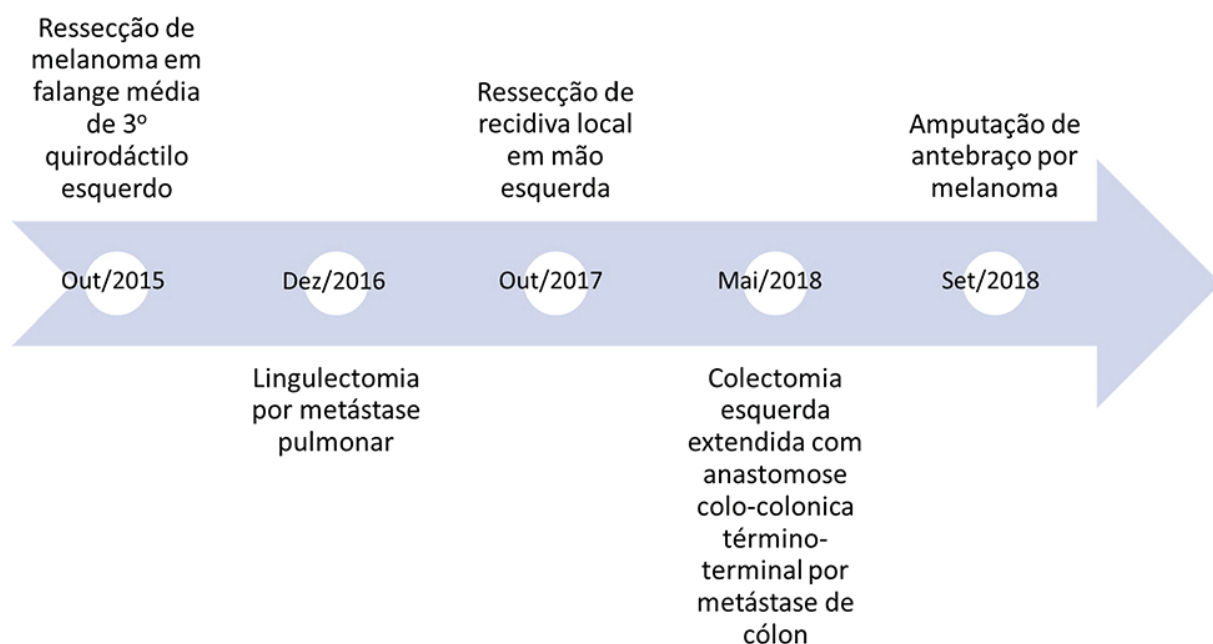 Ressecção de
melanoma em
falange média
de 3º
quirodáctilo
esquerdo
Ressecção de
recidiva local
em mão
esquerda
Amputação de
antebraço por
melanoma
Out/2015
Dez/2016
Out/2017
Mai/2018
Set/2018
Lingulectomia
por metástase
pulmonar
Colectomia
esquerda
extendida com
anastomose
colo-colonica
término-
terminal por
metástase de
cólon